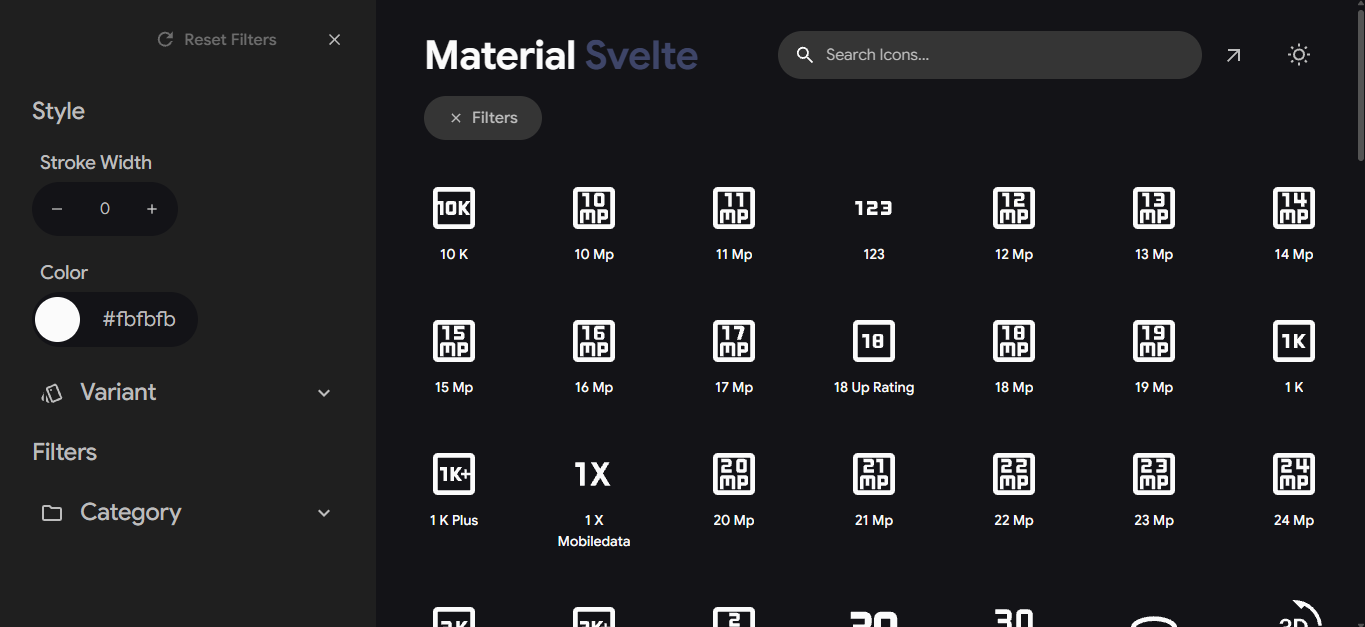 Reset Filters
Style
Stroke Width
0
Color
#fbfbfb
Variant
Filters
Category
Material Svelte
Search Icons...
Filters
10K
10 MP
11 MP
123
12 MP
13 MP
14 MP
10 K
10 Mp
11 Mp
123
12 Mp
13 Mp
14 Mp
15 MP
16 MP
17 MP
18
18 MP
19 MP
1K
15 Mp
16 Mp
17 Mp
18 Up Rating
18 Mp
19 Mp
1 K
1K+
1X
20 MP
21 MP
22 MP
23 MP
24 MP
1 K Plus
1 X
Mobiledata
20 Mp
21 Mp
22 Mp
23 Mp
24 Mp